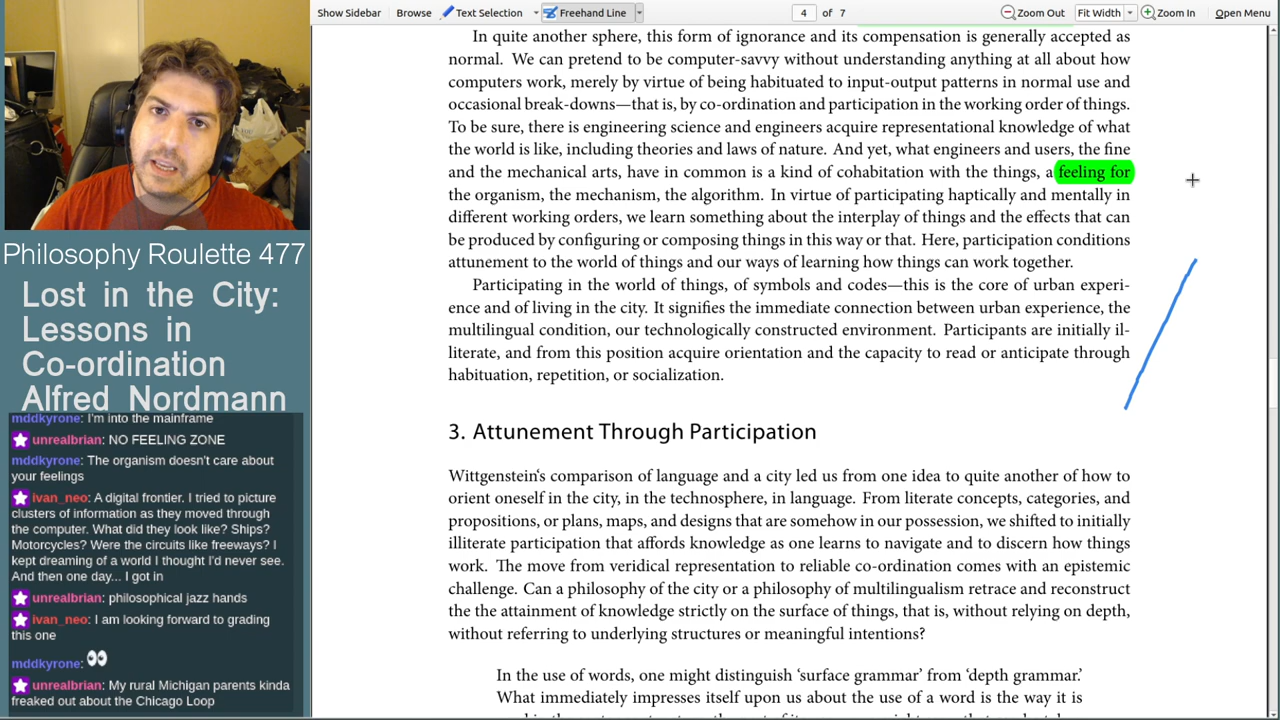 Show Sidebar Browse Text Selection Freehand Line 4 of 7 Zoom Out Fit Width Zoom In Open Menu
In quite another sphere, this form of ignorance and its compensation is generally accepted as
normal. We can pretend to be computer-savvy without understanding anything at all about how
computers work, merely by virtue of being habituated to input-output patterns in normal use and
occasional break-downs—that is, by co-ordination and participation in the working order of things.
To be sure, there is engineering science and engineers acquire representational knowledge of what
the world is like, including theories and laws of nature. And yet, what engineers and users, the fine
and the mechanical arts, have in common is a kind of cohabitation with the things, a feeling for
the organism, the mechanism, the algorithm. In virtue of participating haptically and mentally in
different working orders, we learn something about the interplay of things and the effects that can
be produced by configuring or composing things in this way or that. Here, participation conditions
attunement to the world of things and our ways of learning how things can work together.
Participating in the world of things, of symbols and codes—this is the core of urban experi-
ence and of living in the city. It signifies the immediate connection between urban experience, the
multilingual condition, our technologically constructed environment. Participants are initially il-
literate, and from this position acquire orientation and the capacity to read or anticipate through
habituation, repetition, or socialization.
3. Attunement Through Participation
Wittgenstein‘s comparison of language and a city led us from one idea to quite another of how to
orient oneself in the city, in the technosphere, in language. From literate concepts, categories, and
propositions, or plans, maps, and designs that are somehow in our possession, we shifted to initially
illiterate participation that affords knowledge as one learns to navigate and to discern how things
work. The move from veridical representation to reliable co-ordination comes with an epistemic
challenge. Can a philosophy of the city or a philosophy of multilingualism retrace and reconstruct
the the attainment of knowledge strictly on the surface of things, that is, without relying on depth,
without referring to underlying structures or meaningful intentions?
In the use of words, one might distinguish ‘surface grammar’ from ‘depth grammar.’
What immediately impresses itself upon us about the use of a word is the way it is
Philosophy Roulette 477
Lost in the City:
Lessons in
Co-ordination
Alfred Nordmann
mddkyrone: I'm into the mainframe
unrealbrian: NO FEELING ZONE
mddkyrone: The organism doesn't care about
your feelings
ivan_neo: A digital frontier. I tried to picture
clusters of information as they moved through
the computer. What did they look like? Ships?
Motorcycles? Were the circuits like freeways? I
kept dreaming of a world I thought I'd never see.
And then one day... I got in
unrealbrian: philosophical jazz hands
ivan_neo: I am looking forward to grading
this one
mddkyrone: 👀
unrealbrian: My rural Michigan parents kinda
freaked out about the Chicago Loop